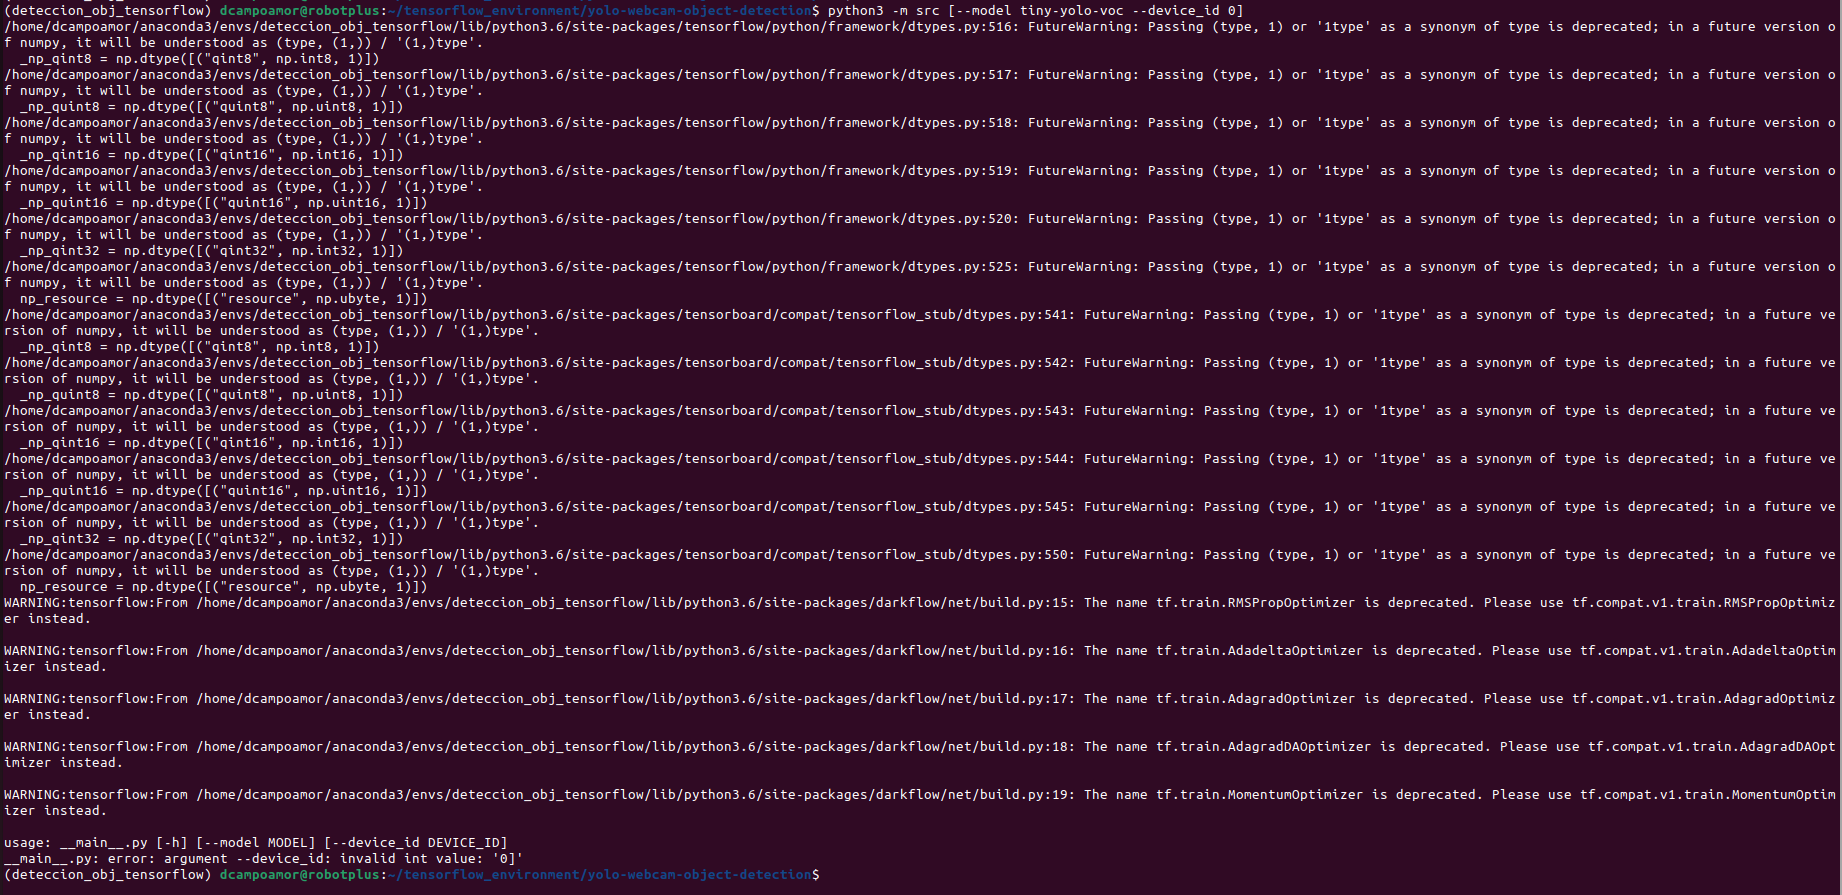 (deteccion_obj_tensorflow) dcampoamor@robotplus:~/tensorflow_environment/yolo-webcam-object-detection$ python3 -m src [--model tiny-yolo-voc --device_id 0]
/home/dcampoamor/anaconda3/envs/deteccion_obj_tensorflow/lib/python3.6/site-packages/tensorflow/python/framework/dtypes.py:516: FutureWarning: Passing (type, 1) or '1type' as a synonym of type is deprecated; in a future version o
f numpy, it will be understood as (type, (1,)) / '(1,)type'.
  _np_qint8 = np.dtype([("qint8", np.int8, 1)])
/home/dcampoamor/anaconda3/envs/deteccion_obj_tensorflow/lib/python3.6/site-packages/tensorflow/python/framework/dtypes.py:517: FutureWarning: Passing (type, 1) or '1type' as a synonym of type is deprecated; in a future version o
f numpy, it will be understood as (type, (1,)) / '(1,)type'.
  _np_quint8 = np.dtype([("quint8", np.uint8, 1)])
/home/dcampoamor/anaconda3/envs/deteccion_obj_tensorflow/lib/python3.6/site-packages/tensorflow/python/framework/dtypes.py:518: FutureWarning: Passing (type, 1) or '1type' as a synonym of type is deprecated; in a future version o
f numpy, it will be understood as (type, (1,)) / '(1,)type'.
  _np_qint16 = np.dtype([("qint16", np.int16, 1)])
/home/dcampoamor/anaconda3/envs/deteccion_obj_tensorflow/lib/python3.6/site-packages/tensorflow/python/framework/dtypes.py:519: FutureWarning: Passing (type, 1) or '1type' as a synonym of type is deprecated; in a future version o
f numpy, it will be understood as (type, (1,)) / '(1,)type'.
  _np_quint16 = np.dtype([("quint16", np.uint16, 1)])
/home/dcampoamor/anaconda3/envs/deteccion_obj_tensorflow/lib/python3.6/site-packages/tensorflow/python/framework/dtypes.py:520: FutureWarning: Passing (type, 1) or '1type' as a synonym of type is deprecated; in a future version o
f numpy, it will be understood as (type, (1,)) / '(1,)type'.
  _np_qint32 = np.dtype([("qint32", np.int32, 1)])
/home/dcampoamor/anaconda3/envs/deteccion_obj_tensorflow/lib/python3.6/site-packages/tensorflow/python/framework/dtypes.py:525: FutureWarning: Passing (type, 1) or '1type' as a synonym of type is deprecated; in a future version o
f numpy, it will be understood as (type, (1,)) / '(1,)type'.
  np_resource = np.dtype([("resource", np.ubyte, 1)])
/home/dcampoamor/anaconda3/envs/deteccion_obj_tensorflow/lib/python3.6/site-packages/tensorboard/compat/tensorflow_stub/dtypes.py:541: FutureWarning: Passing (type, 1) or '1type' as a synonym of type is deprecated; in a future ve
rsion of numpy, it will be understood as (type, (1,)) / '(1,)type'.
  _np_qint8 = np.dtype([("qint8", np.int8, 1)])
/home/dcampoamor/anaconda3/envs/deteccion_obj_tensorflow/lib/python3.6/site-packages/tensorboard/compat/tensorflow_stub/dtypes.py:542: FutureWarning: Passing (type, 1) or '1type' as a synonym of type is deprecated; in a future ve
rsion of numpy, it will be understood as (type, (1,)) / '(1,)type'.
  _np_quint8 = np.dtype([("quint8", np.uint8, 1)])
/home/dcampoamor/anaconda3/envs/deteccion_obj_tensorflow/lib/python3.6/site-packages/tensorboard/compat/tensorflow_stub/dtypes.py:543: FutureWarning: Passing (type, 1) or '1type' as a synonym of type is deprecated; in a future ve
rsion of numpy, it will be understood as (type, (1,)) / '(1,)type'.
  _np_qint16 = np.dtype([("qint16", np.int16, 1)])
/home/dcampoamor/anaconda3/envs/deteccion_obj_tensorflow/lib/python3.6/site-packages/tensorboard/compat/tensorflow_stub/dtypes.py:544: FutureWarning: Passing (type, 1) or '1type' as a synonym of type is deprecated; in a future ve
rsion of numpy, it will be understood as (type, (1,)) / '(1,)type'.
  _np_quint16 = np.dtype([("quint16", np.uint16, 1)])
/home/dcampoamor/anaconda3/envs/deteccion_obj_tensorflow/lib/python3.6/site-packages/tensorboard/compat/tensorflow_stub/dtypes.py:545: FutureWarning: Passing (type, 1) or '1type' as a synonym of type is deprecated; in a future ve
rsion of numpy, it will be understood as (type, (1,)) / '(1,)type'.
  _np_qint32 = np.dtype([("qint32", np.int32, 1)])
/home/dcampoamor/anaconda3/envs/deteccion_obj_tensorflow/lib/python3.6/site-packages/tensorboard/compat/tensorflow_stub/dtypes.py:550: FutureWarning: Passing (type, 1) or '1type' as a synonym of type is deprecated; in a future ve
rsion of numpy, it will be understood as (type, (1,)) / '(1,)type'.
  np_resource = np.dtype([("resource", np.ubyte, 1)])
WARNING:tensorflow:From /home/dcampoamor/anaconda3/envs/deteccion_obj_tensorflow/lib/python3.6/site-packages/darkflow/net/build.py:15: The name tf.train.RMSPropOptimizer is deprecated. Please use tf.compat.v1.train.RMSPropOptimiz
er instead.

WARNING:tensorflow:From /home/dcampoamor/anaconda3/envs/deteccion_obj_tensorflow/lib/python3.6/site-packages/darkflow/net/build.py:16: The name tf.train.AdadeltaOptimizer is deprecated. Please use tf.compat.v1.train.AdadeltaOptim
izer instead.

WARNING:tensorflow:From /home/dcampoamor/anaconda3/envs/deteccion_obj_tensorflow/lib/python3.6/site-packages/darkflow/net/build.py:17: The name tf.train.AdagradOptimizer is deprecated. Please use tf.compat.v1.train.AdagradOptimiz
er instead.

WARNING:tensorflow:From /home/dcampoamor/anaconda3/envs/deteccion_obj_tensorflow/lib/python3.6/site-packages/darkflow/net/build.py:18: The name tf.train.AdagradDAOptimizer is deprecated. Please use tf.compat.v1.train.AdagradDAOpt
imizer instead.

WARNING:tensorflow:From /home/dcampoamor/anaconda3/envs/deteccion_obj_tensorflow/lib/python3.6/site-packages/darkflow/net/build.py:19: The name tf.train.MomentumOptimizer is deprecated. Please use tf.compat.v1.train.MomentumOptim
izer instead.

usage: __main__.py [-h] [--model MODEL] [--device_id DEVICE_ID]
__main__.py: error: argument --device_id: invalid int value: '0]'
(deteccion_obj_tensorflow) dcampoamor@robotplus:~/tensorflow_environment/yolo-webcam-object-detection$